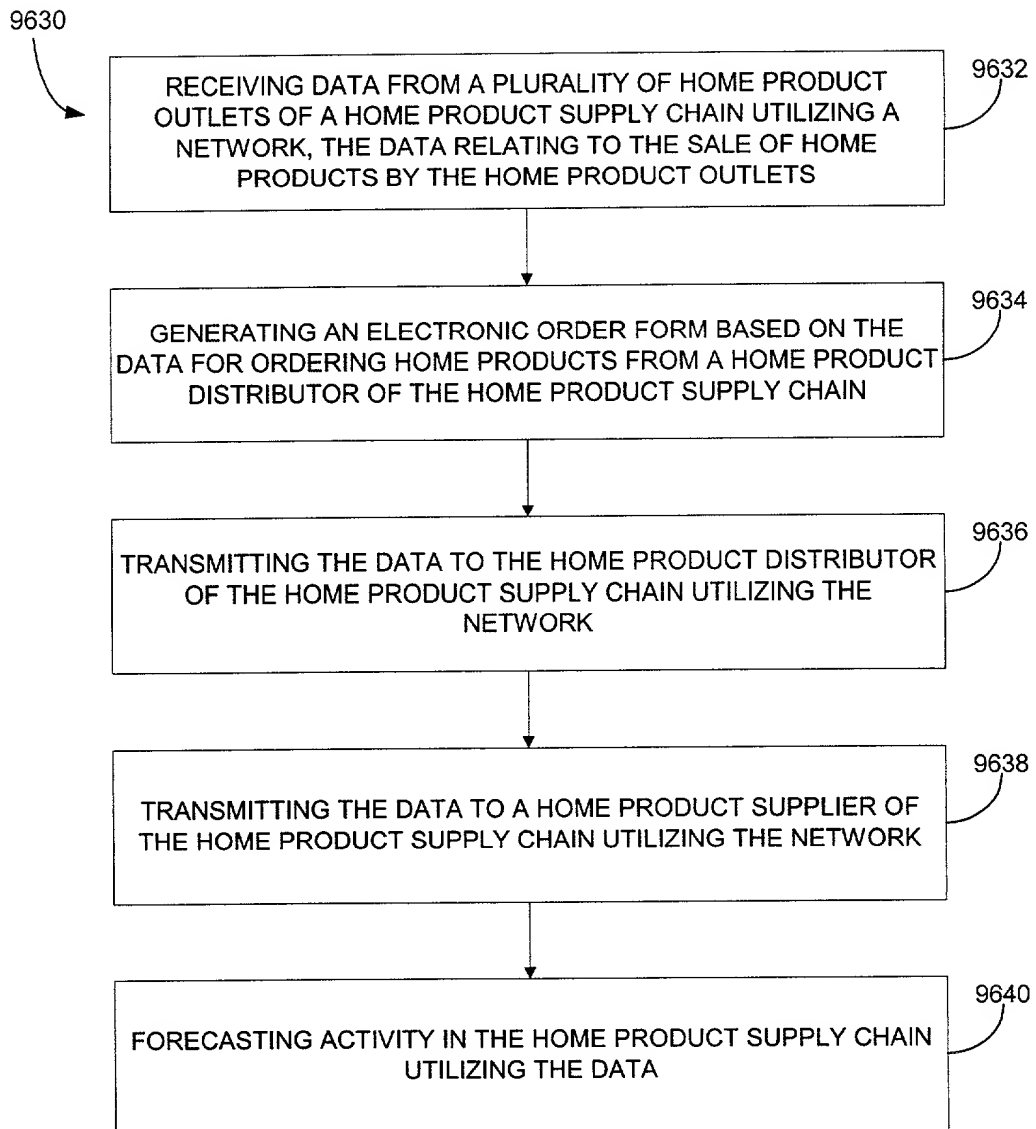 9630
9632
RECEIVING DATA FROM A PLURALITY OF HOME PRODUCT
OUTLETS OF A HOME PRODUCT SUPPLY CHAIN UTILIZING A
NETWORK, THE DATA RELATING TO THE SALE OF HOME
PRODUCTS BY THE HOME PRODUCT OUTLETS
9634
GENERATING AN ELECTRONIC ORDER FORM BASED ON THE
DATA FOR ORDERING HOME PRODUCTS FROM A HOME PRODUCT
DISTRIBUTOR OF THE HOME PRODUCT SUPPLY CHAIN
9636
TRANSMITTING THE DATA TO THE HOME PRODUCT DISTRIBUTOR
OF THE HOME PRODUCT SUPPLY CHAIN UTILIZING THE
NETWORK
9638
TRANSMITTING THE DATA TO A HOME PRODUCT SUPPLIER OF
THE HOME PRODUCT SUPPLY CHAIN UTILIZING THE NETWORK
9640
FORECASTING ACTIVITY IN THE HOME PRODUCT SUPPLY CHAIN
UTILIZING THE DATA